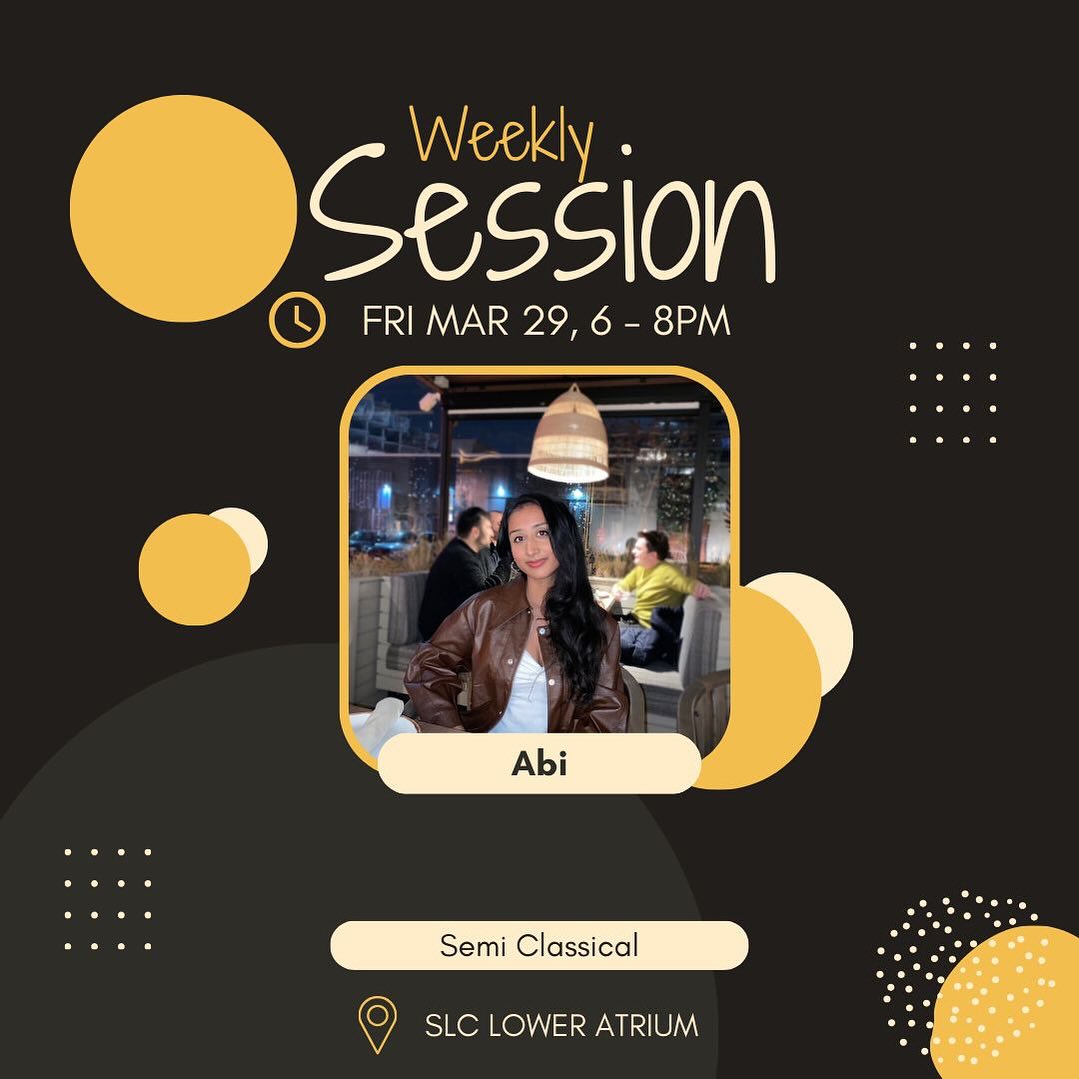 Weekly
Session
FRI MAR 29, 6 - 8PM
Abi
Semi Classical
SLC LOWER ATRIUM